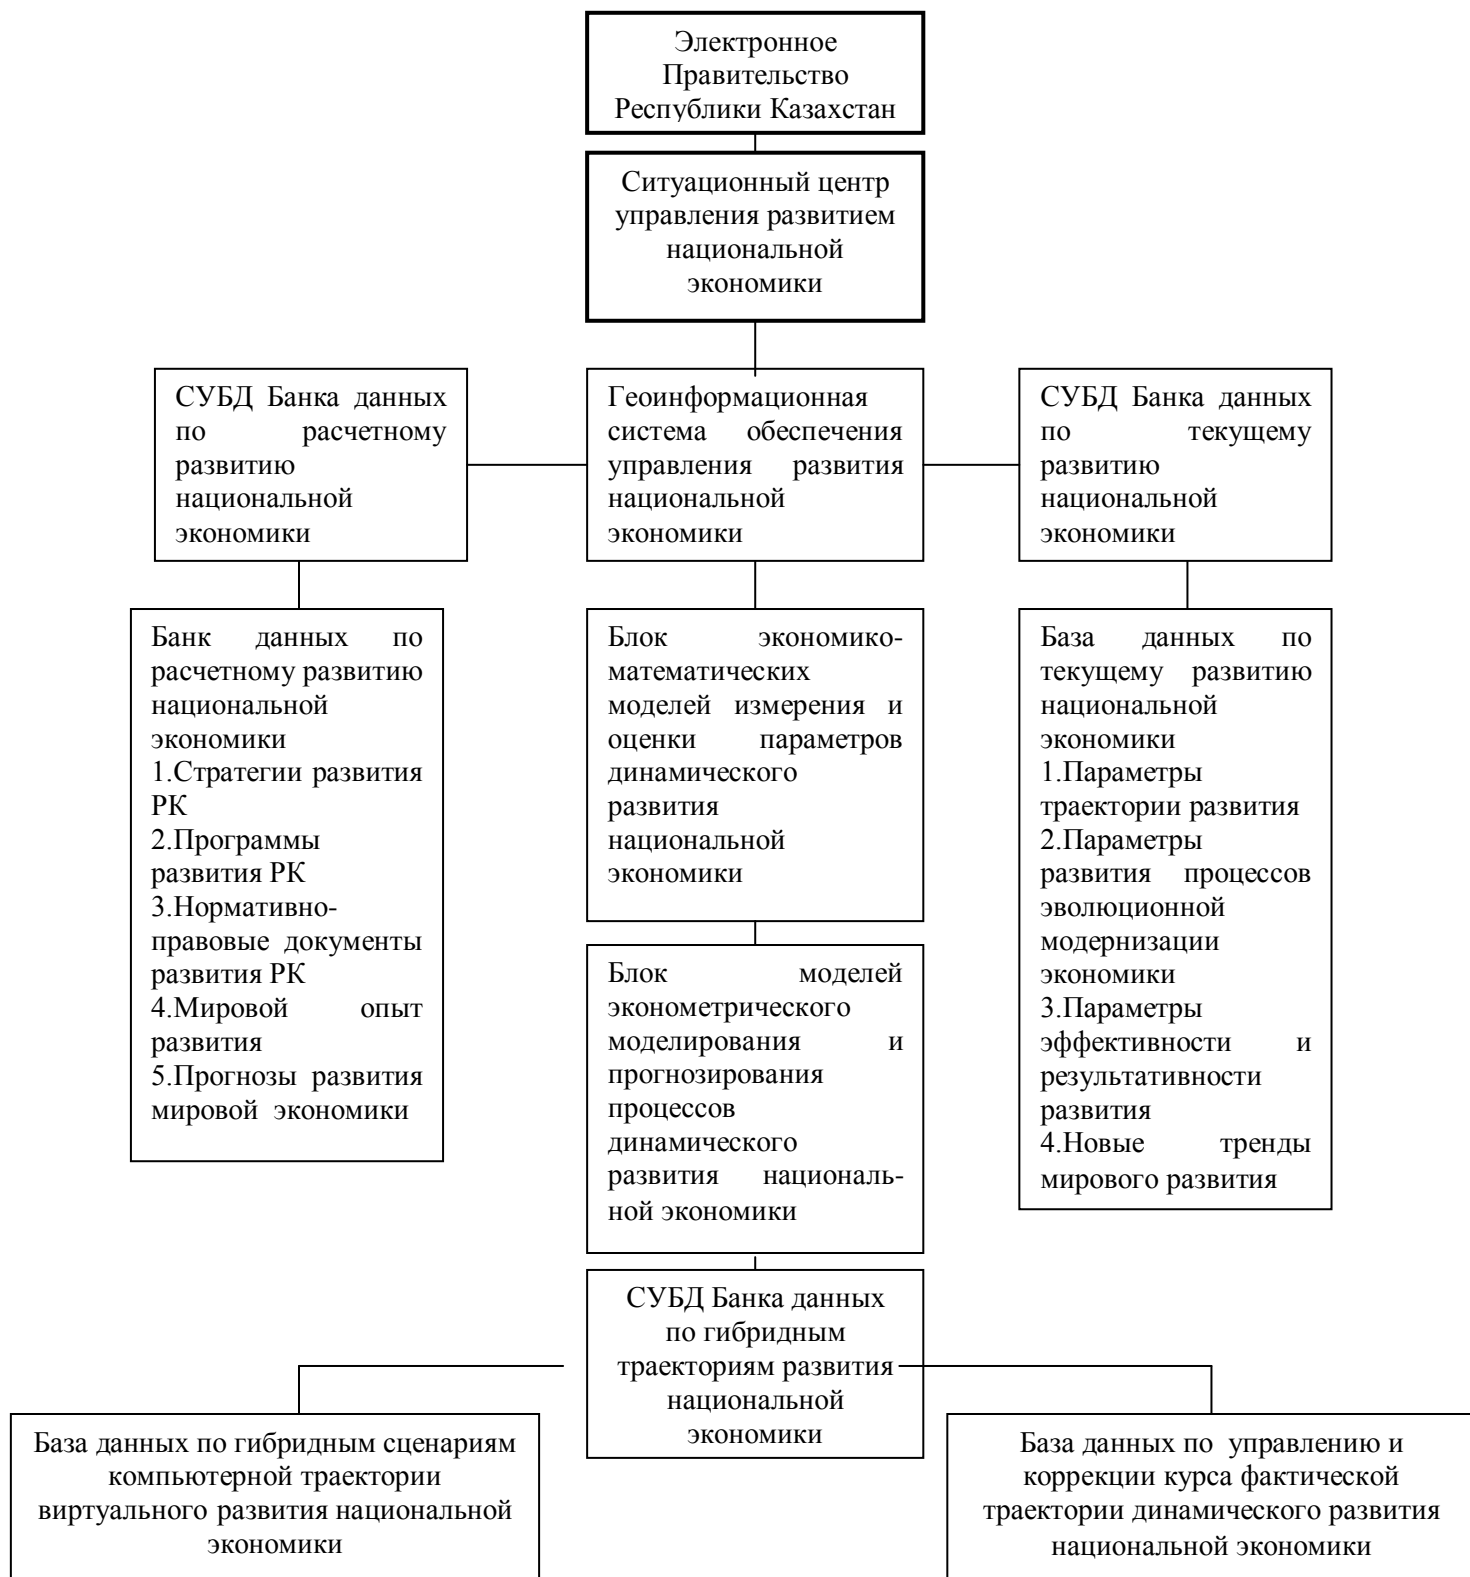 Электронное
Правительство
Республики Казахстан
Ситуационный центр
управления развитием
национальной
экономики
СУБД Банка данных
по расчетному
развитию
национальной
экономики
Геоинформационная
система обеспечения
управления развития
национальной
экономики
СУБД Банка данных
по текущему
развитию
национальной
экономики
Банк данных по
расчетному развитию
национальной
экономики
1.Стратегии развития
РК
2.Программы
развития РК
3.Нормативно-
правовые документы
развития РК
4.Мировой опыт
развития
5.Прогнозы развития
мировой экономики
Блок экономико-
математических
моделей измерения и
оценки параметров
динамического
развития
национальной
экономики
Блок моделей
эконометрического
моделирования и
прогнозирования
процессов
динамического
развития националь-
ной экономики
База данных по
текущему развитию
национальной
экономики
1.Параметры
траектории развития
2.Параметры
развития процессов
эволюционной
модернизации
экономики
3.Параметры
эффективности и
результативности
развития
4.Новые тренды
мирового развития
СУБД Банка данных
по гибридным
траекториям развития
национальной
экономики
База данных по гибридным сценариям
компьютерной траектории
виртуального развития национальной
экономики
База данных по управлению и
коррекции курса фактической
траектории динамического развития
национальной экономики